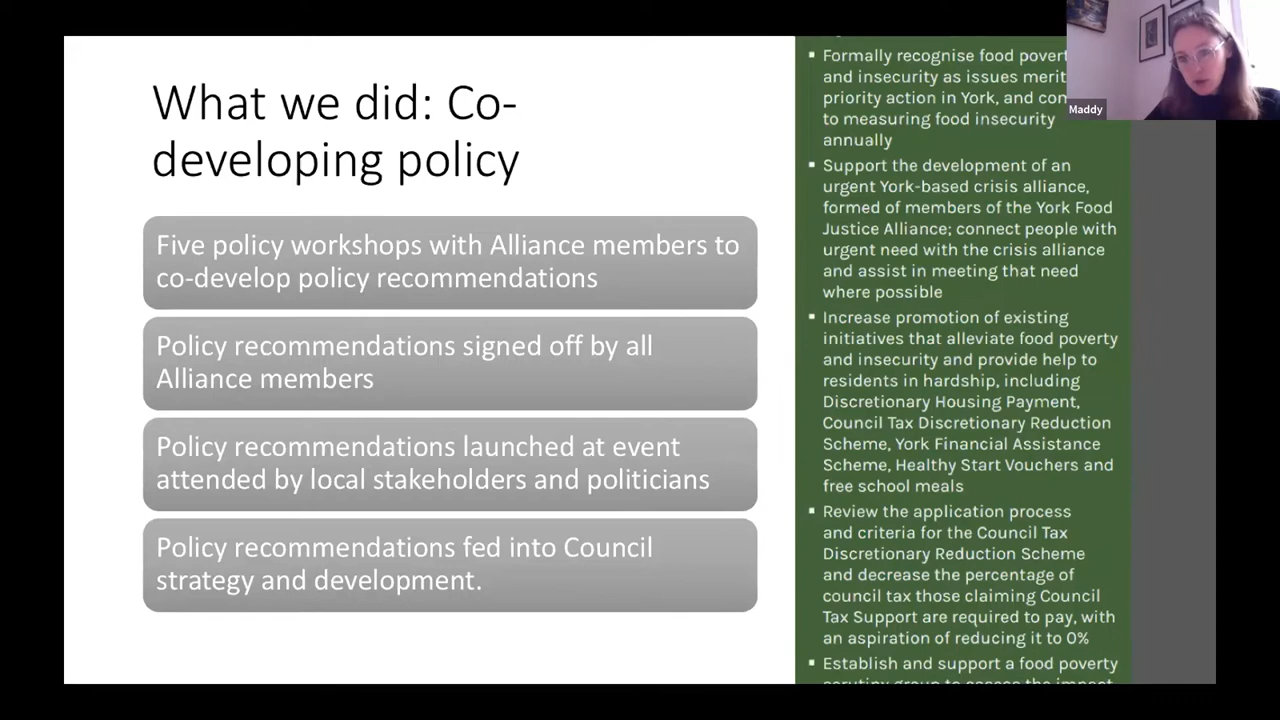 What we did: Co-
developing policy
Five policy workshops with Alliance members to
co-develop policy recommendations
Policy recommendations signed off by all
Alliance members
Policy recommendations launched at event
attended by local stakeholders and politicians
Policy recommendations fed into Council
strategy and development.
▪ Formally recognise food
and insecurity as issues
priority action in York, and
to measuring food insecurity
annually
▪ Support the development of an
urgent York-based crisis alliance,
formed of members of the York Food
Justice Alliance; connect people with
urgent need with the crisis alliance
and assist in meeting that need
where possible
▪ Increase promotion of existing
initiatives that alleviate food poverty
and insecurity and provide help to
residents in hardship, including
Discretionary Housing Payment,
Council Tax Discretionary Reduction
Scheme, York Financial Assistance
Scheme, Healthy Start Vouchers and
free school meals
▪ Review the application process
and criteria for the Council Tax
Discretionary Reduction Scheme
and decrease the percentage of
council tax those claiming Council
Tax Support are required to pay, with
an aspiration of reducing it to 0%
▪ Establish and support a food poverty
scrutiny group to assess the impact
Maddy